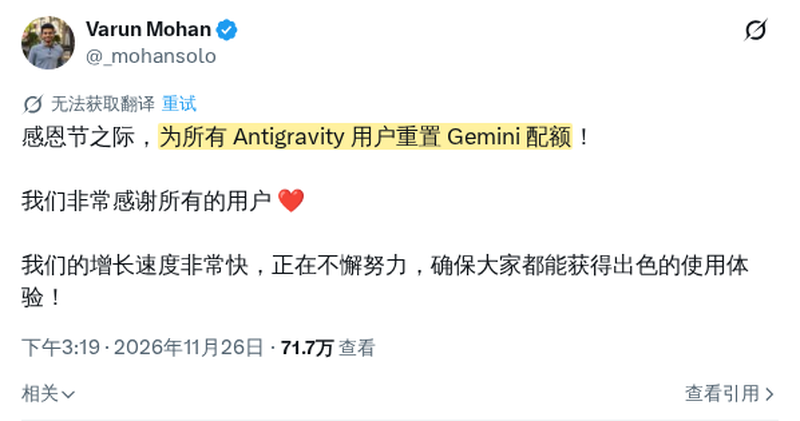 Varun Mohan
@_mohansolo
无法获取翻译 重试
感恩节之际，为所有 Antigravity 用户重置 Gemini 配额！
我们非常感谢所有的用户 ❤️
我们的增长速度非常快，正在不懈努力，确保大家都能获得出色的使用体
验！
下午3:19 · 2026年11月26日 · 71.7万 查看
相关
查看引用